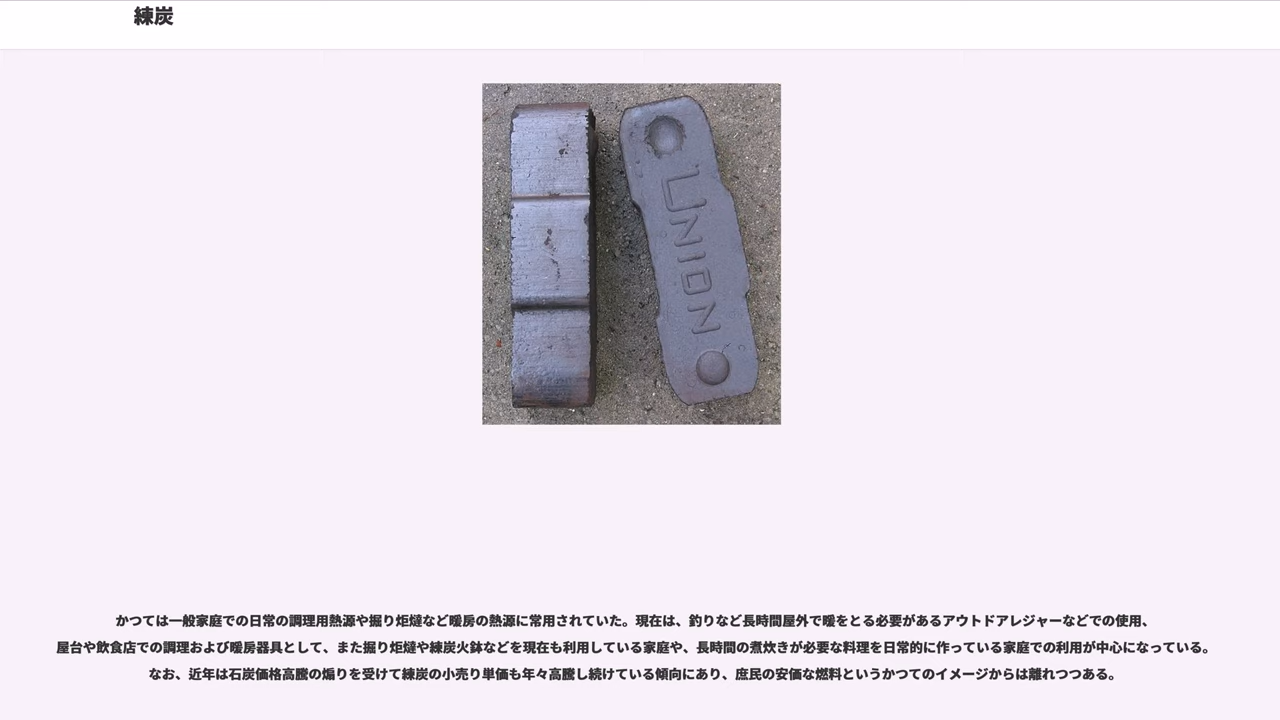 練炭
UNION
かつては一般家庭での日常の調理用熱源や掘り炬燵など暖房の熱源に常用されていた。現在は、釣りなど長時間屋外で暖をとる必要があるアウトドアレジャーなどでの使用、
屋台や飲食店での調理および暖房器具として、また掘り炬燵や練炭火鉢などを現在も利用している家庭や、長時間の煮炊きが必要な料理を日常的に作っている家庭での利用が中心になっている。
なお、近年は石炭価格高騰の煽りを受けて練炭の小売り単価も年々高騰し続けている傾向にあり、庶民の安価な燃料というかつてのイメージからは離れつつある。